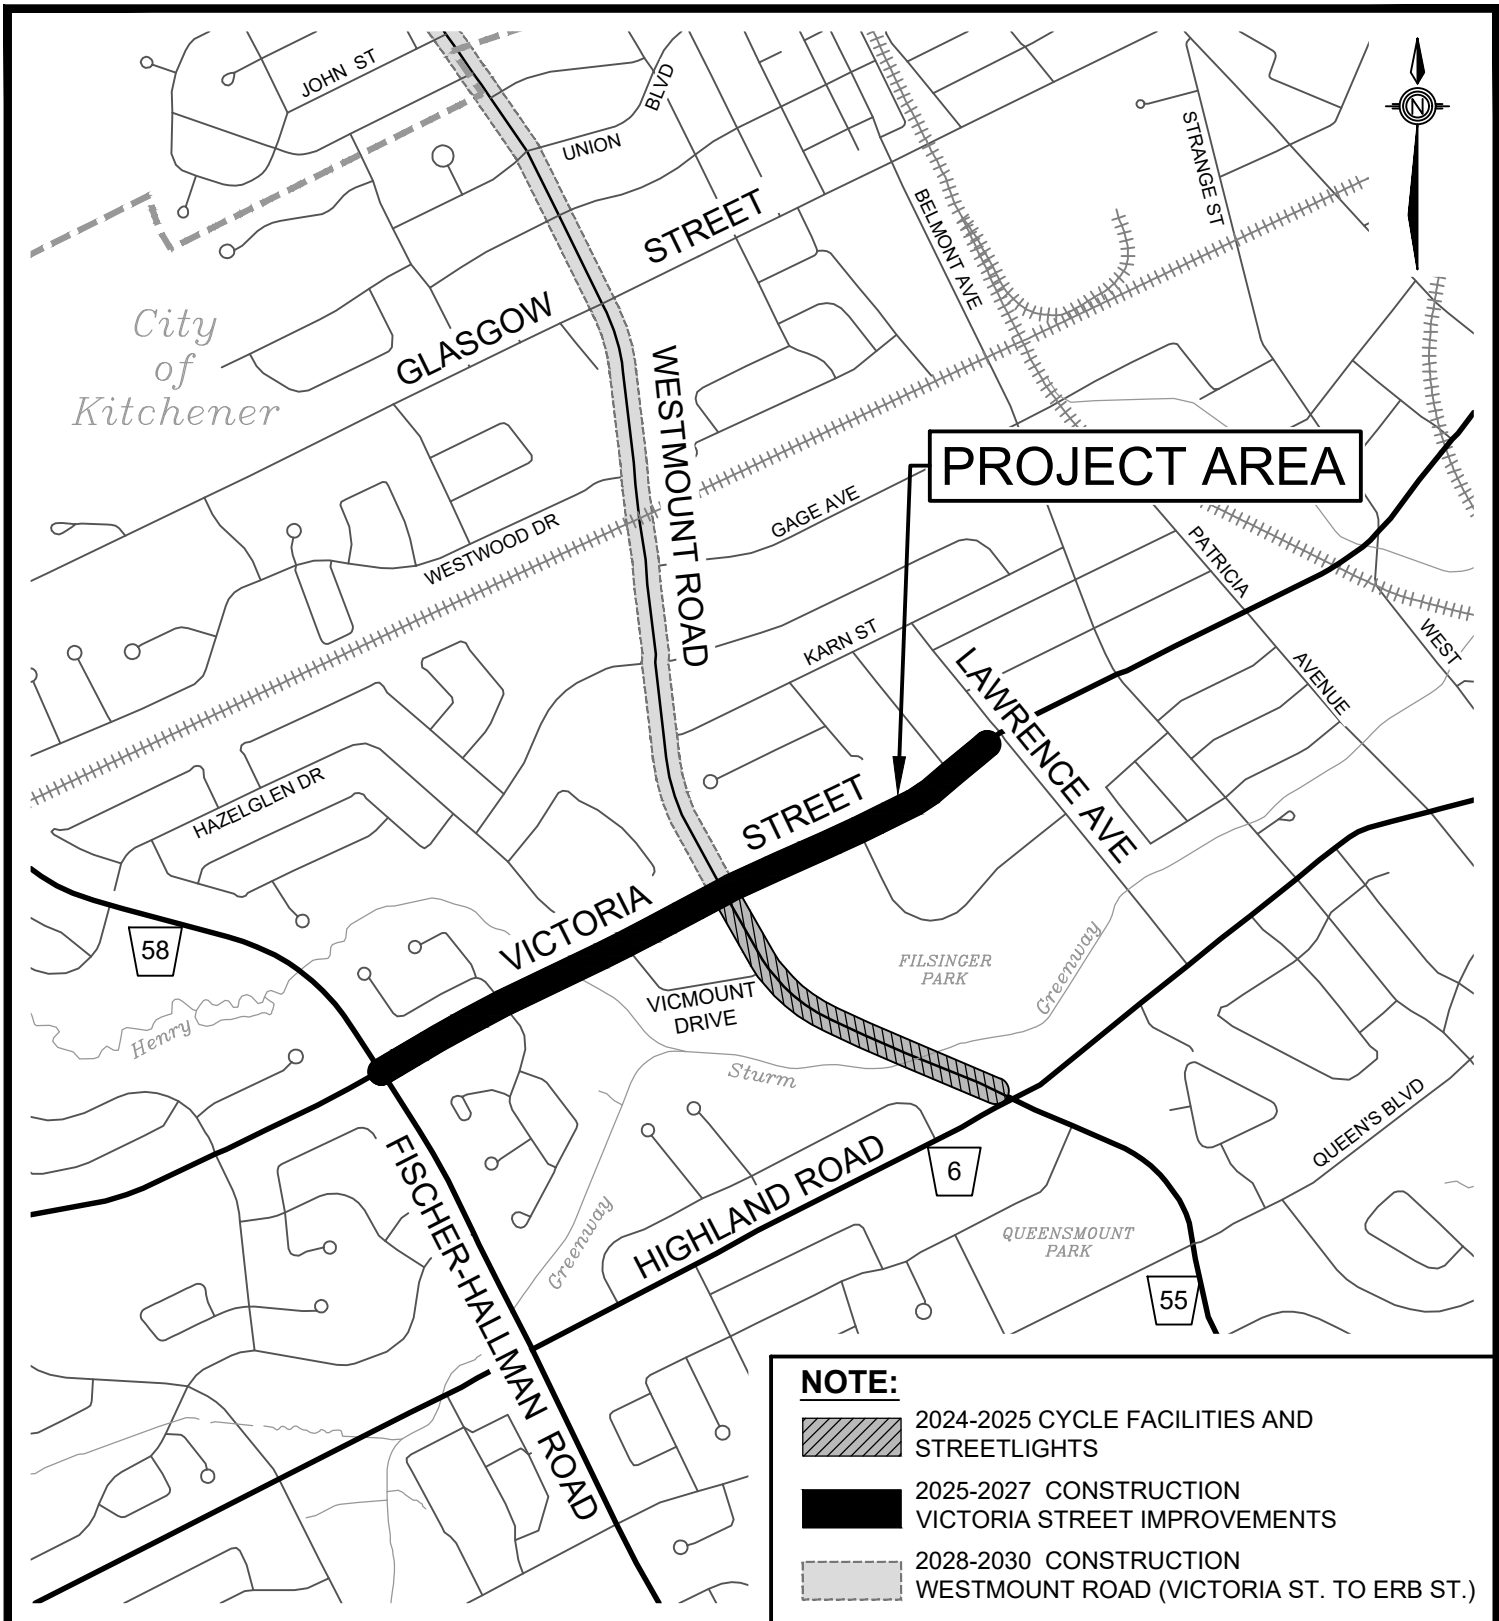 JOHN ST
UNION
BLVD
STRANGE ST
N
BELMONT AVE
GLASGOW STREET
City
of
Kitchener
WESTMOUNT ROAD
PROJECT AREA
GAGE AVE
WESTWOOD DR
PATRICIA AVENUE
WEST
KARN ST
LAWRENCE AVE
HAZELGLEN DR
VICTORIA STREET
58
FILSINGER
PARK
Greenway
VICMOUNT
DRIVE
Henry
Sturm
QUEEN'S BLVD
FISCHER-HALLMAN ROAD
HIGHLAND ROAD
6
Greenway
QUEENSMOUNT
PARK
55
NOTE:
2024-2025 CYCLE FACILITIES AND
STREETLIGHTS
2025-2027 CONSTRUCTION
VICTORIA STREET IMPROVEMENTS
2028-2030 CONSTRUCTION
WESTMOUNT ROAD (VICTORIA ST. TO ERB ST.)